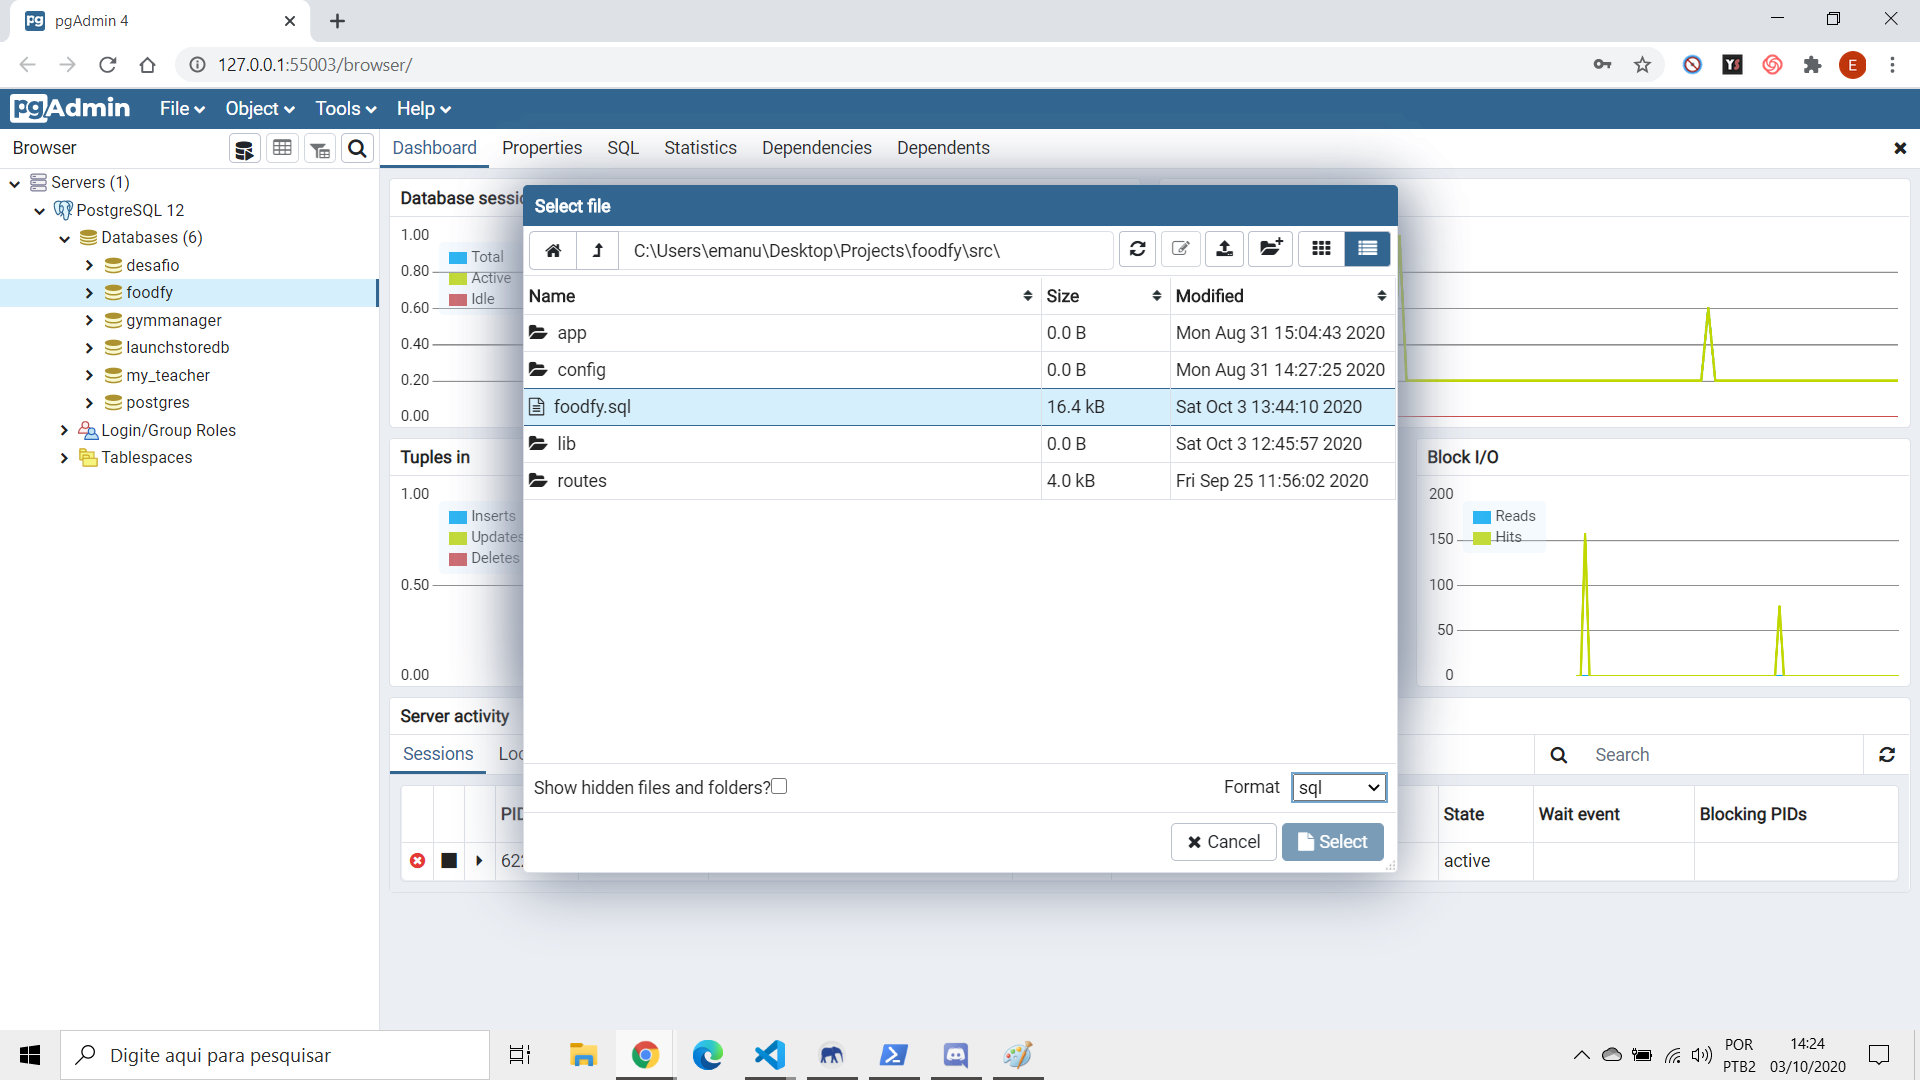 pgAdmin 4
127.0.0.1:55003/browser/
E
pgAdmin File Object Tools Help
Browser
Dashboard Properties SQL Statistics Dependencies Dependents
Servers (1)
PostgreSQL 12
Databases (6)
desafio
foodfy
gymmanager
launchstoredb
my_teacher
postgres
Login/Group Roles
Tablespaces
Database
1.00
0.80
0.60
0.40
0.20
0.00
Total
Active
Idle
Tuples in
1.00
0.50
0.00
Inserts
Updates
Deletes
Select file
C:\Users\emanu\Desktop\Projects\foodfy\src\
Name Size Modified
app 0.0 B Mon Aug 31 15:04:43 2020
config 0.0 B Mon Aug 31 14:27:25 2020
foodfy.sql 16.4 kB Sat Oct 3 13:44:10 2020
lib 0.0 B Sat Oct 3 12:45:57 2020
routes 4.0 kB Fri Sep 25 11:56:02 2020
Show hidden files and folders?
Format sql
Cancel Select
Block I/O
200
150
100
50
0
Reads
Hits
Server activity
Sessions
Search
State Wait event Blocking PIDs
active
Digite aqui para pesquisar
POR
PTB2
14:24
03/10/2020